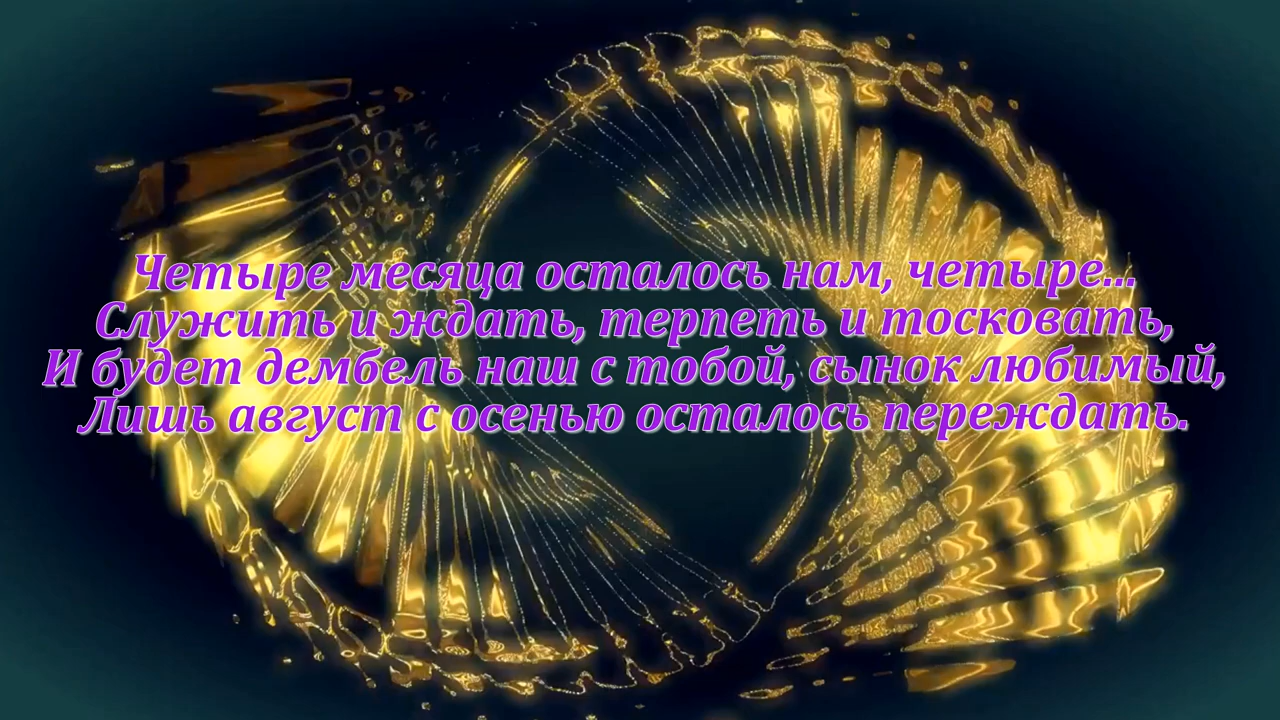 Четыре месяца осталось нам, четыре...
Служить и ждать, терпеть и тосковать,
И будет дембель наш с тобой, сынок любимый,
Лишь август с осенью осталось переждать.